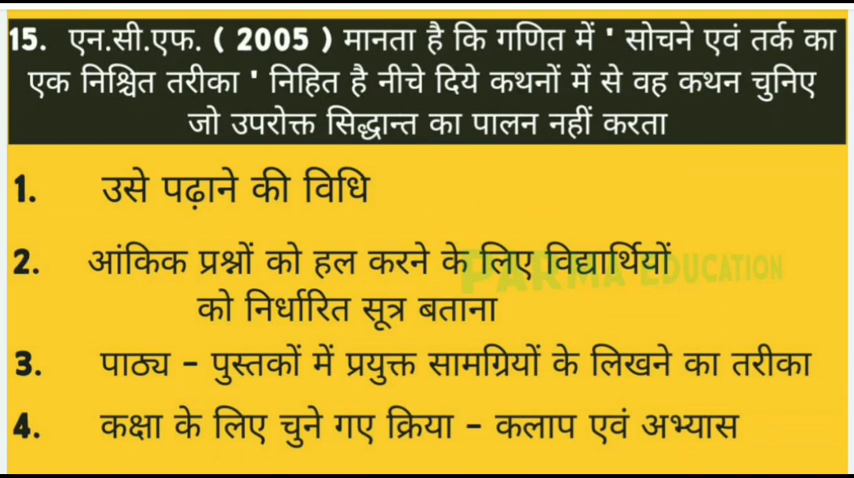 15. एन.सी.एफ. ( 2005 ) मानता है कि गणित में ' सोचने एवं तर्क का
एक निश्चित तरीका ' निहित है नीचे दिये कथनों में से वह कथन चुनिए
जो उपरोक्त सिद्धान्त का पालन नहीं करता
1. उसे पढ़ाने की विधि
2. आंकिक प्रश्नों को हल करने के लिए विद्यार्थियों
को निर्धारित सूत्र बताना
PARMA EDUCATION
3. पाठ्य - पुस्तकों में प्रयुक्त सामग्रियों के लिखने का तरीका
4. कक्षा के लिए चुने गए क्रिया - कलाप एवं अभ्यास